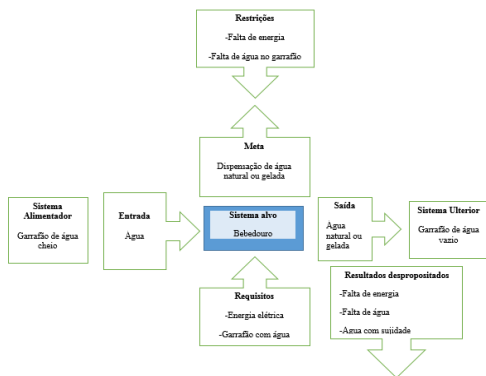 Restrições
-Falta de energia
-Falta de água no garrafão
Meta
Dispensação de água
natural ou gelada
Sistema
Alimentador
Garrafão de água
cheio
Entrada
Água
Sistema alvo
Bebedouro
Saída
Água
natural ou
gelada
Sistema Ulterior
Garrafão de água
vazio
Requisitos
-Energia elétrica
-Garrafão com água
Resultados despropositados
-Falta de energia
-Falta de água
-Água com sujidade